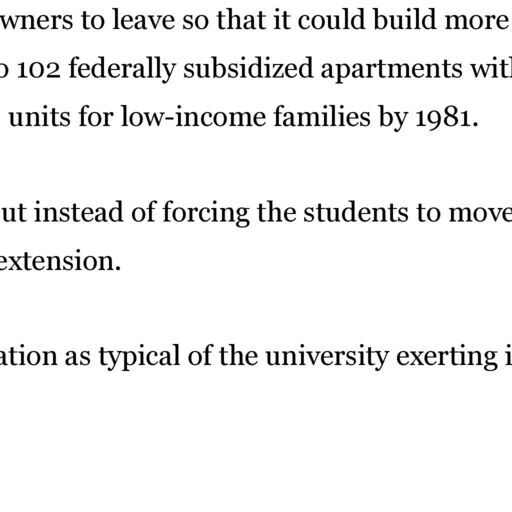 wners to leave so that it could build more
o 102 federally subsidized apartments wit
units for low-income families by 1981.
ut instead of forcing the students to move
extension.
ation as typical of the university exerting i